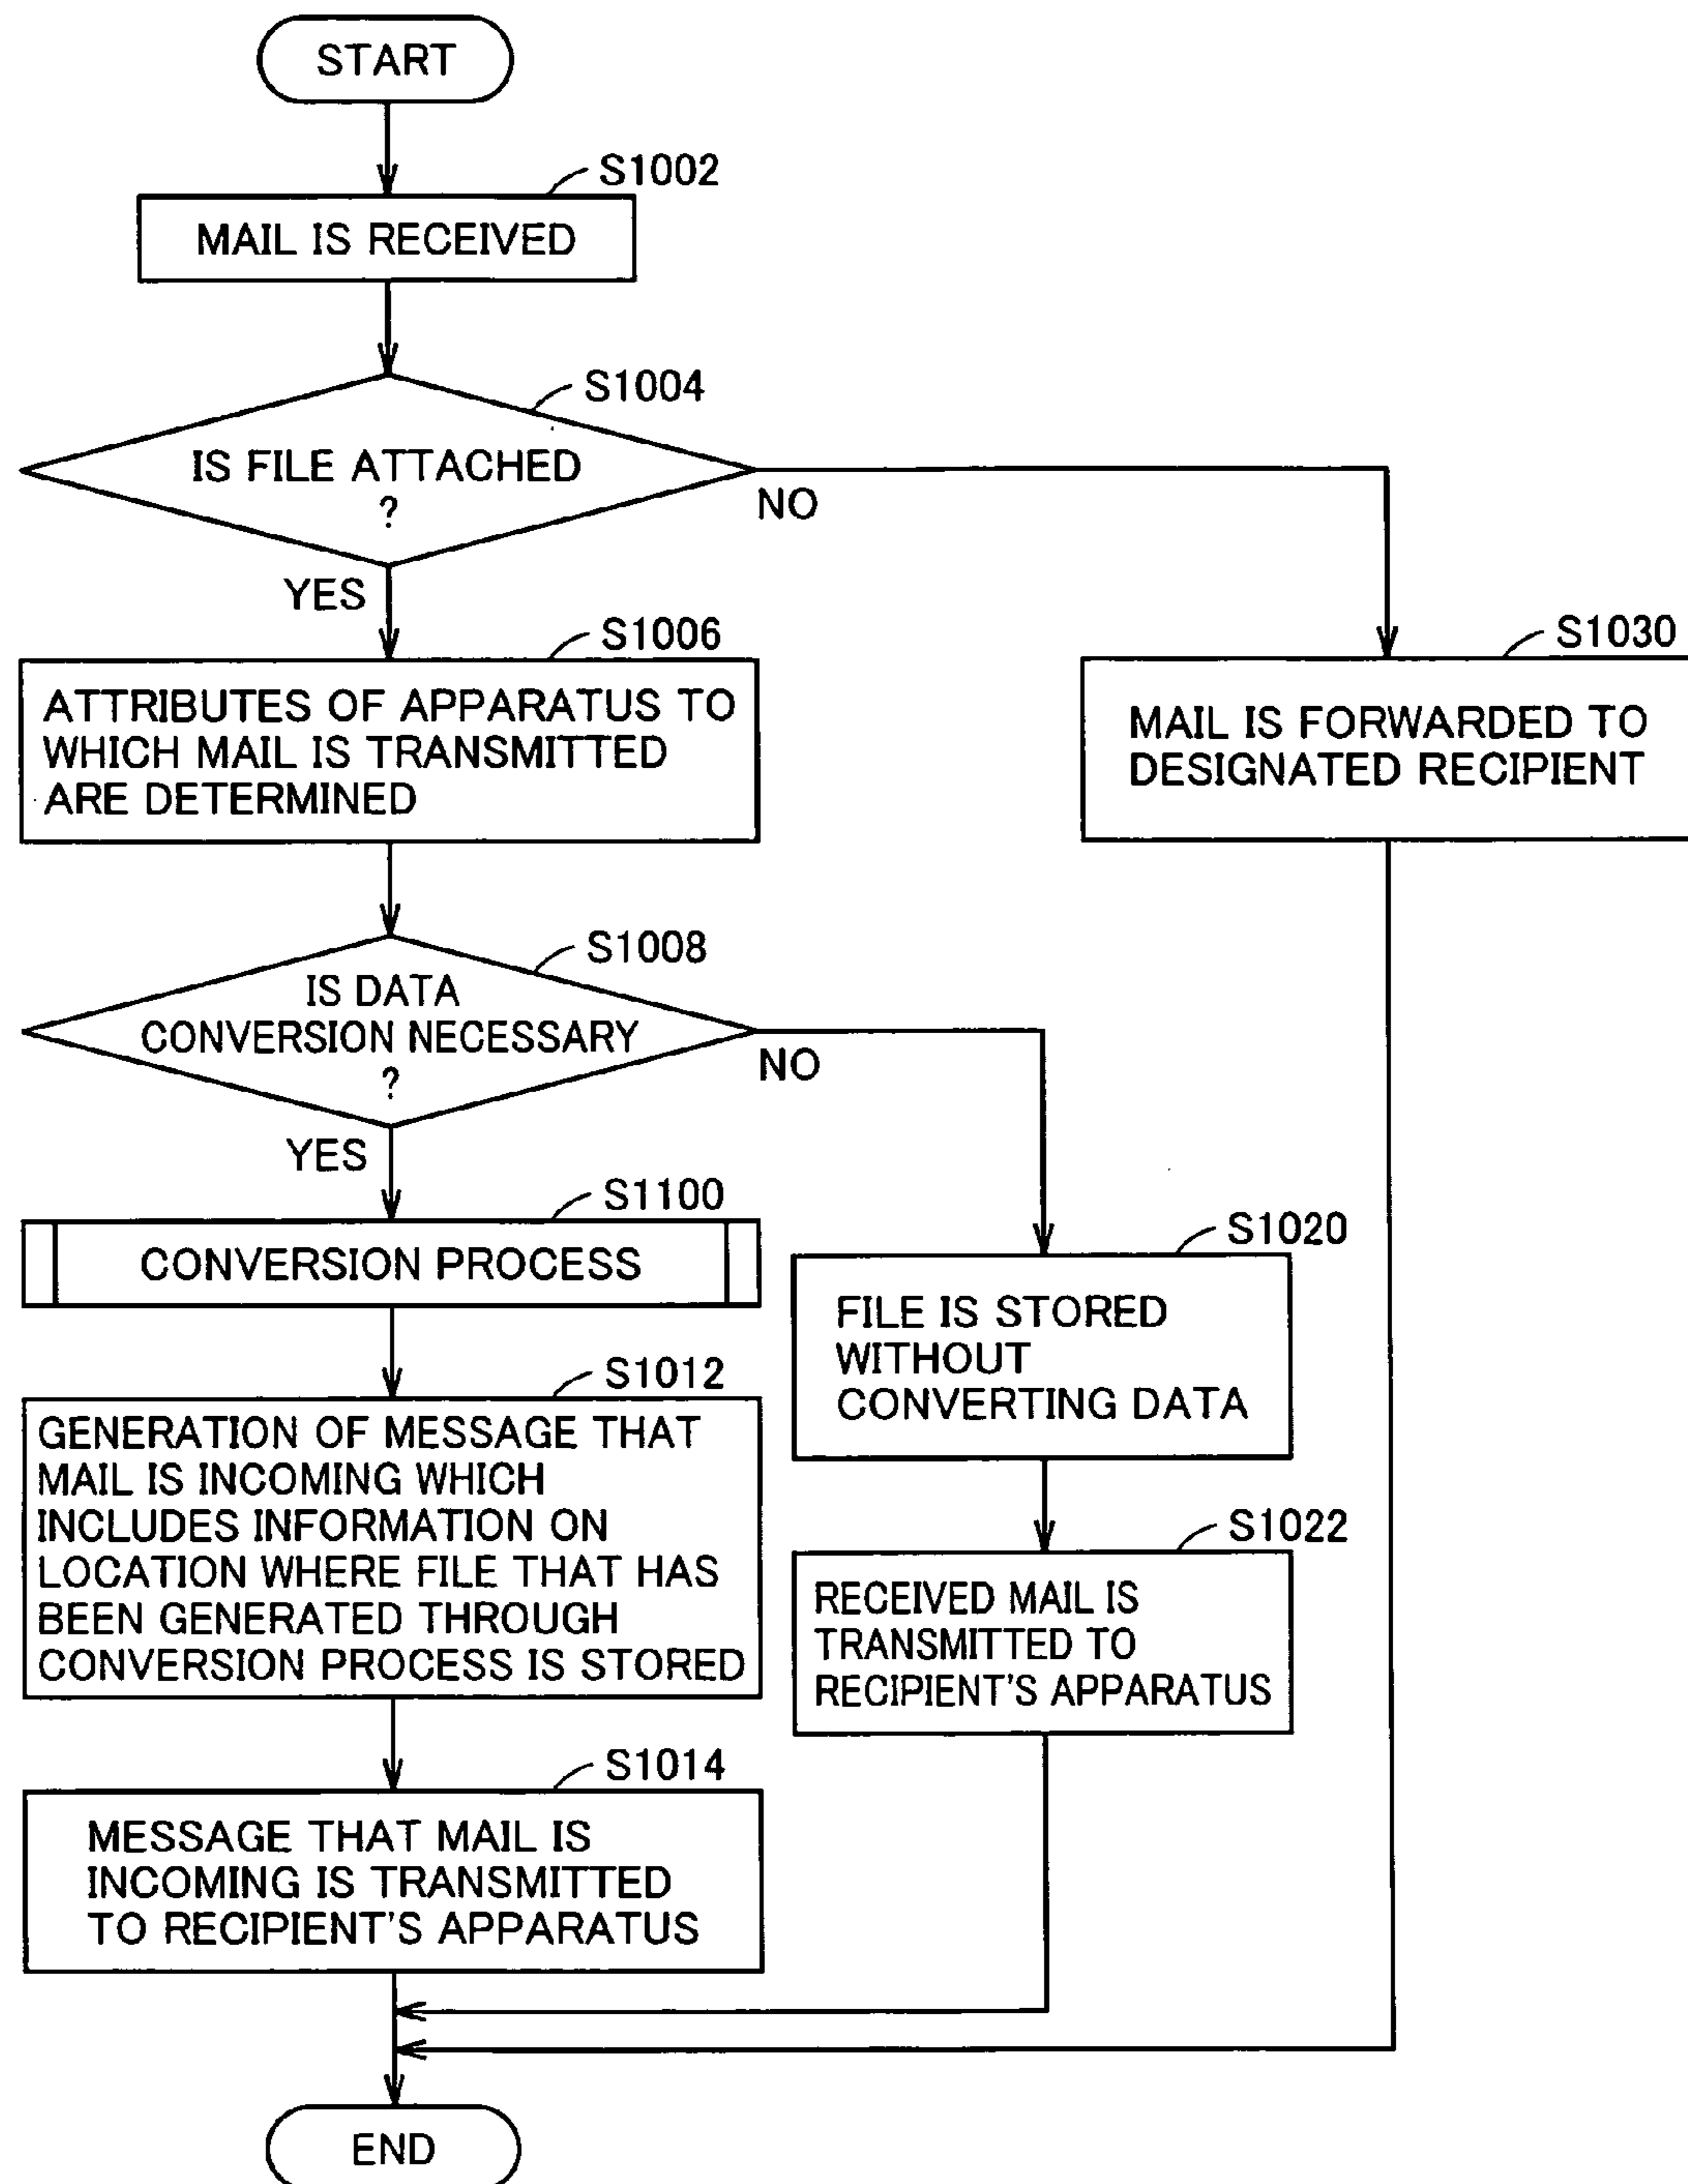 START
S1002
MAIL IS RECEIVED
S1004
IS FILE ATTACHED
?
NO
YES
S1006
ATTRIBUTES OF APPARATUS TO
WHICH MAIL IS TRANSMITTED
ARE DETERMINED
S1030
MAIL IS FORWARDED TO
DESIGNATED RECIPIENT
S1008
IS DATA
CONVERSION NECESSARY
?
NO
YES
S1100
CONVERSION PROCESS
S1020
FILE IS STORED
WITHOUT
CONVERTING DATA
S1012
GENERATION OF MESSAGE THAT
MAIL IS INCOMING WHICH
INCLUDES INFORMATION ON
LOCATION WHERE FILE THAT HAS
BEEN GENERATED THROUGH
CONVERSION PROCESS IS STORED
S1022
RECEIVED MAIL IS
TRANSMITTED TO
RECIPIENT'S APPARATUS
S1014
MESSAGE THAT MAIL IS
INCOMING IS TRANSMITTED
TO RECIPIENT'S APPARATUS
END